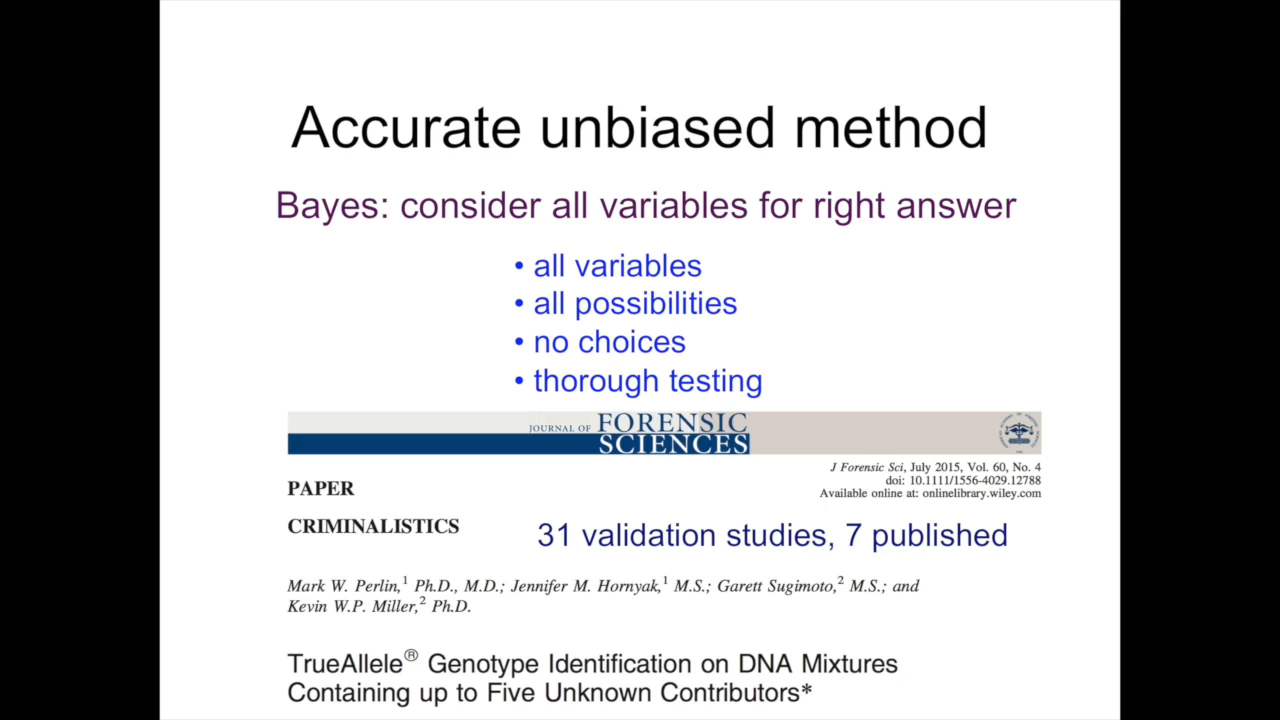 Accurate unbiased method
Bayes: consider all variables for right answer
• all variables
• all possibilities
• no choices
• thorough testing
JOURNAL OF FORENSIC SCIENCES
J Forensic Sci, July 2015, Vol. 60, No. 4
doi: 10.1111/1556-4029.12788
Available online at: onlinelibrary.wiley.com
PAPER
CRIMINALISTICS
31 validation studies, 7 published
Mark W. Perlin,1 Ph.D., M.D.; Jennifer M. Hornyak,1 M.S.; Garett Sugimoto,2 M.S.; and
Kevin W.P. Miller,2 Ph.D.
TrueAllele® Genotype Identification on DNA Mixtures
Containing up to Five Unknown Contributors*